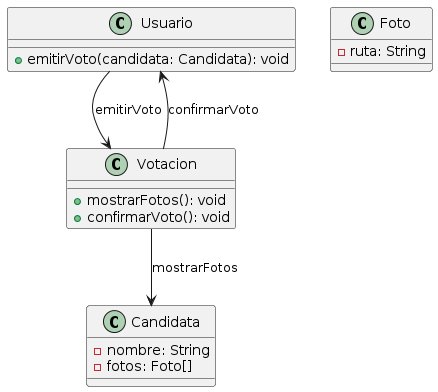 C Usuario
emitirVoto(candidata: Candidata): void
C Foto
ruta: String
emitirVoto
confirmarVoto
C Votacion
mostrarFotos(): void
confirmarVoto(): void
mostrarFotos
C Candidata
nombre: String
fotos: Foto[]